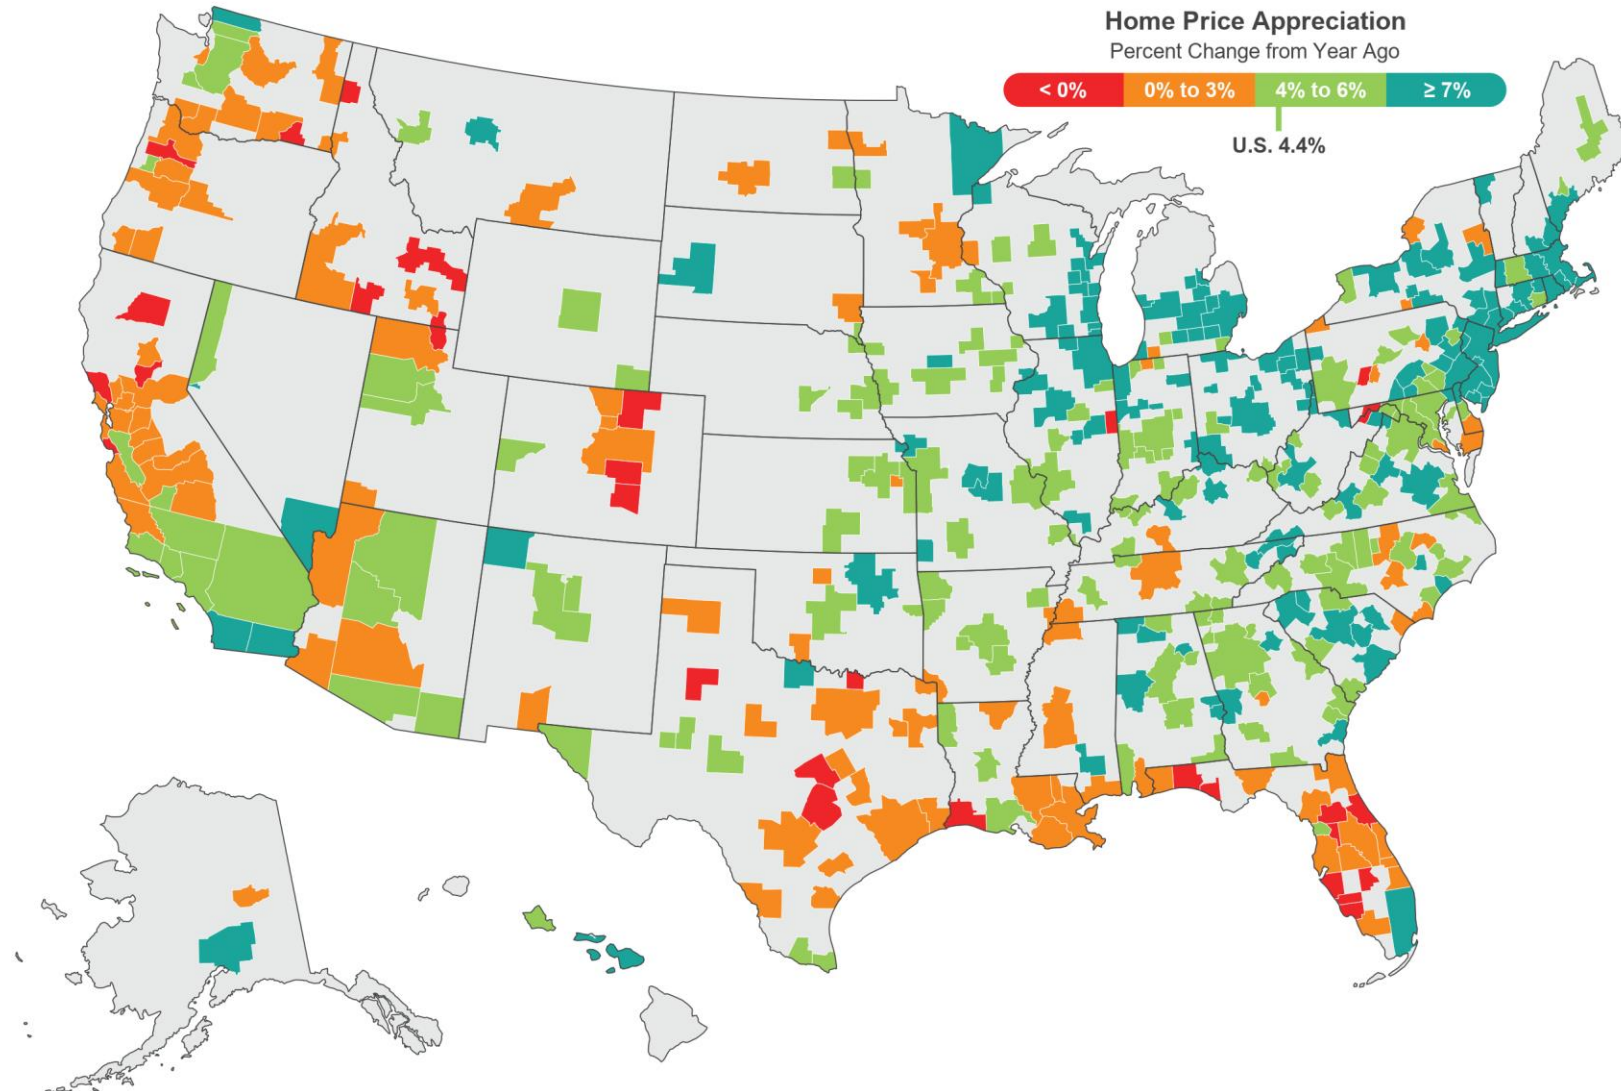 Home Price Appreciation
Percent Change from Year Ago
< 0% 0% to 3% 4% to 6% ≥ 7%
U.S. 4.4%